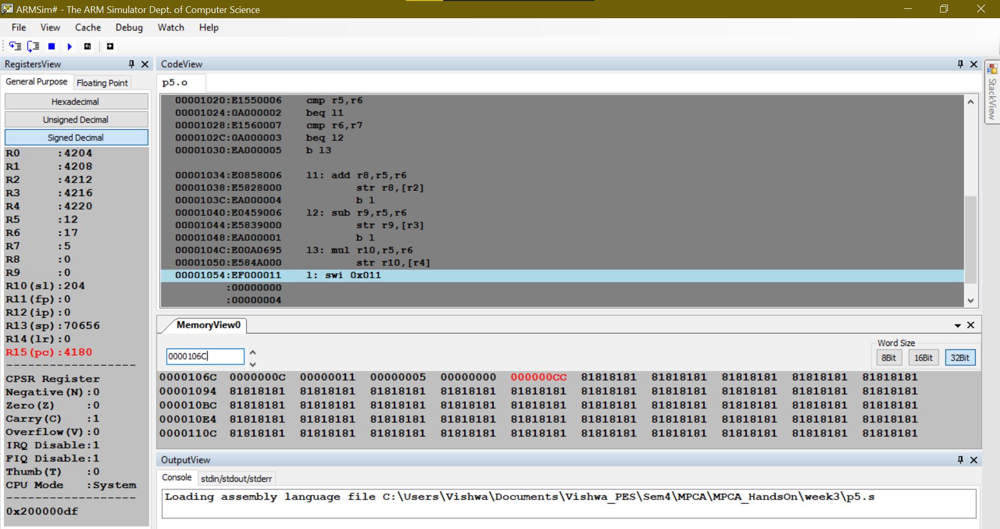 ARMSim# - The ARM Simulator Dept. of Computer Science
File View Cache Debug Watch Help
RegistersView
General Purpose Floating Point
Hexadecimal
Unsigned Decimal
Signed Decimal
R0 :4204
R1 :4208
R2 :4212
R3 :4216
R4 :4220
R5 :12
R6 :17
R7 :5
R8 :0
R9 :0
R10(sl):204
R11(fp):0
R12(ip):0
R13(sp):70656
R14(lr):0
R15(pc):4180
-------------------
CPSR Register
Negative(N):0
Zero(Z) :0
Carry(C) :1
Overflow(V):0
IRQ Disable:1
FIQ Disable:1
Thumb(T) :0
CPU Mode :System
-------------------
0x200000df
CodeView
p5.o
00001020:E1550006 cmp r5,r6
00001024:0A000002 beq l1
00001028:E1560007 cmp r6,r7
0000102C:0A000003 beq l2
00001030:EA000005 b l3
00001034:E0858006 l1: add r8,r5,r6
00001038:E5828000 str r8,[r2]
0000103C:EA000004 b l
00001040:E0459006 l2: sub r9,r5,r6
00001044:E5839000 str r9,[r3]
00001048:EA000001 b l
0000104C:E00A0695 l3: mul r10,r5,r6
00001050:E584A000 str r10,[r4]
00001054:EF000011 l: swi 0x011
:00000000
:00000004
StackView
MemoryView0
0000106C
Word Size
8Bit 16Bit 32Bit
0000106C 0000000C 00000011 00000005 00000000 000000CC 81818181 81818181 81818181 81818181 81818181
00001094 81818181 81818181 81818181 81818181 81818181 81818181 81818181 81818181 81818181 81818181
000010BC 81818181 81818181 81818181 81818181 81818181 81818181 81818181 81818181 81818181 81818181
000010E4 81818181 81818181 81818181 81818181 81818181 81818181 81818181 81818181 81818181 81818181
0000110C 81818181 81818181 81818181 81818181 81818181 81818181 81818181 81818181 81818181 81818181
OutputView
Console stdin/stdout/stderr
Loading assembly language file C:\Users\Vishwa\Documents\Vishwa_PES\Sem4\MPCA\MPCA_HandsOn\week3\p5.s